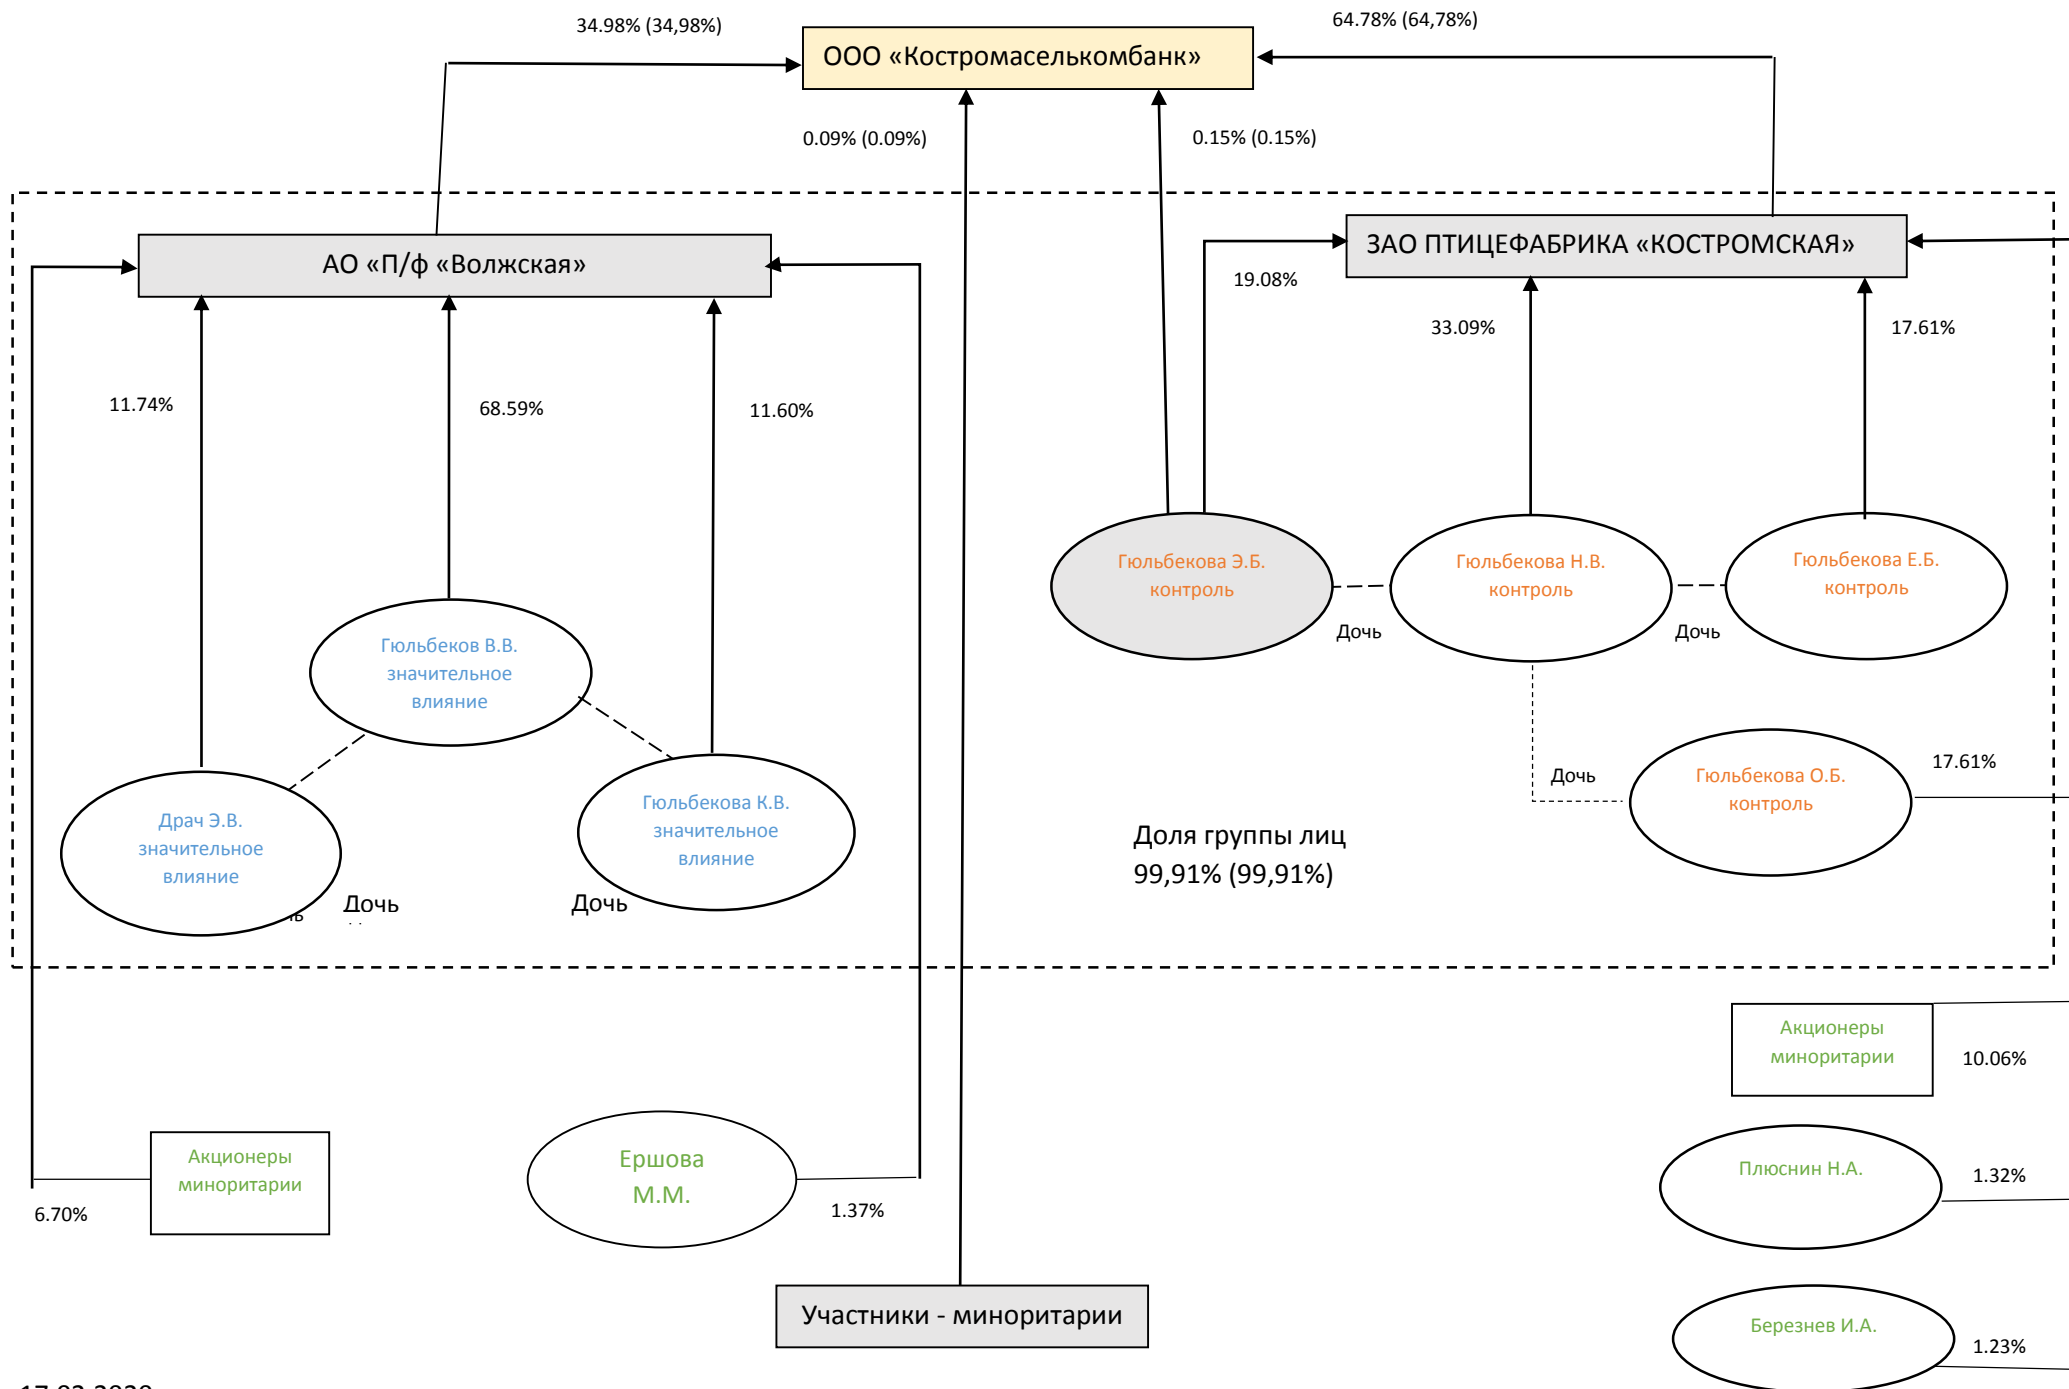 34.98% (34,98%)
64.78% (64,78%)
ООО «Костромаселькомбанк»
0.09% (0.09%)
0.15% (0.15%)
АО «П/ф «Волжская»
ЗАО ПТИЦЕФАБРИКА «КОСТРОМСКАЯ»
19.08%
33.09%
17.61%
11.74%
68.59%
11.60%
Гюльбекова Э.Б.
контроль
Гюльбекова Н.В.
контроль
Гюльбекова Е.Б.
контроль
Дочь
Дочь
Гюльбеков В.В.
значительное
влияние
Дочь
Гюльбекова О.Б.
контроль
17.61%
Драч Э.В.
значительное
влияние
Гюльбекова К.В.
значительное
влияние
Доля группы лиц
99,91% (99,91%)
Дочь
Дочь
Акционеры
миноритарии
10.06%
Акционеры
миноритарии
6.70%
Ершова
М.М.
1.37%
Плюснин Н.А.
1.32%
Участники - миноритарии
Березнев И.А.
1.23%